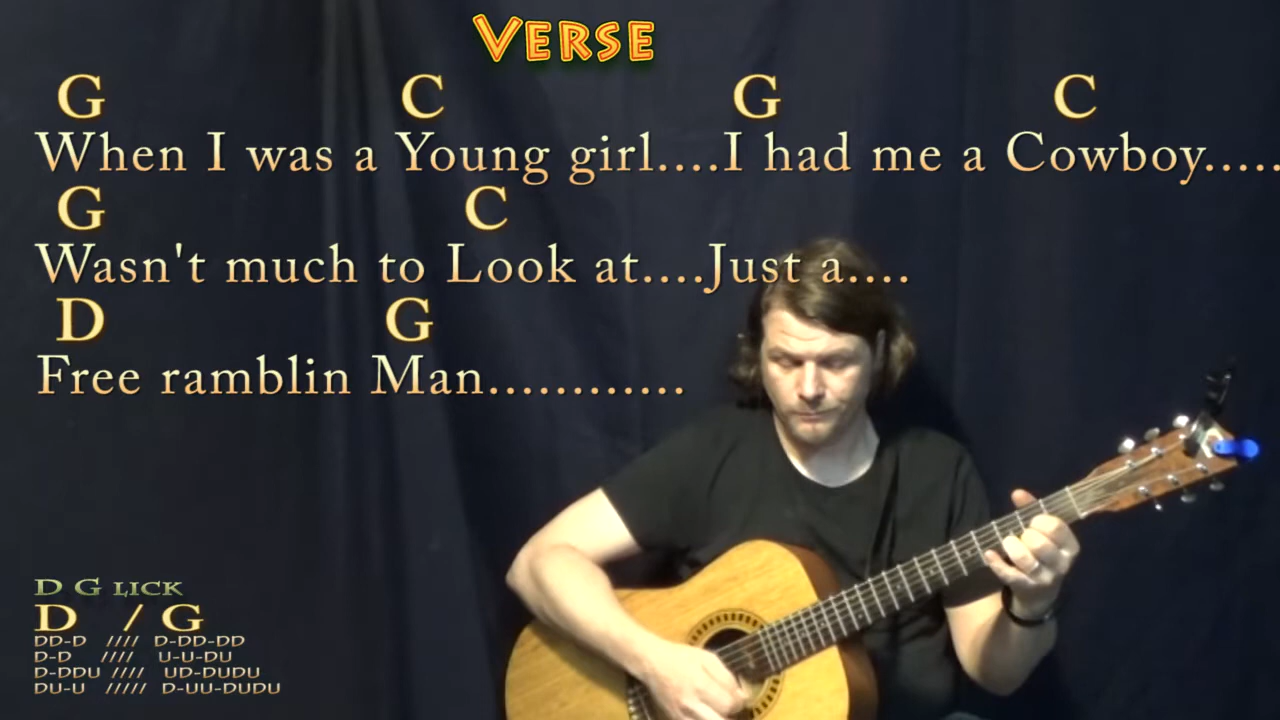 VERSE
G C G C
When I was a Young girl....I had me a Cowboy.....
G C
Wasn't much to Look at....Just a....
D G
Free ramblin Man............
D G LICK
D / G
DD-D //// D-DD-DD
D-D //// U-U-DU
D-DDU //// UD-DUDU
DU-U ///// D-UU-DUDU